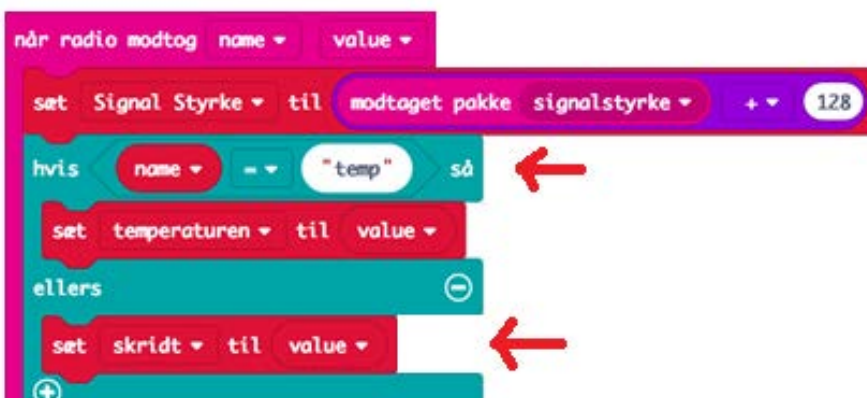 når radio modtog name value
sæt Signal Styrke til modtaget pakke signalstyrke + 128
hvis name = "temp" så
sæt temperaturen til value
ellers
sæt skridt til value